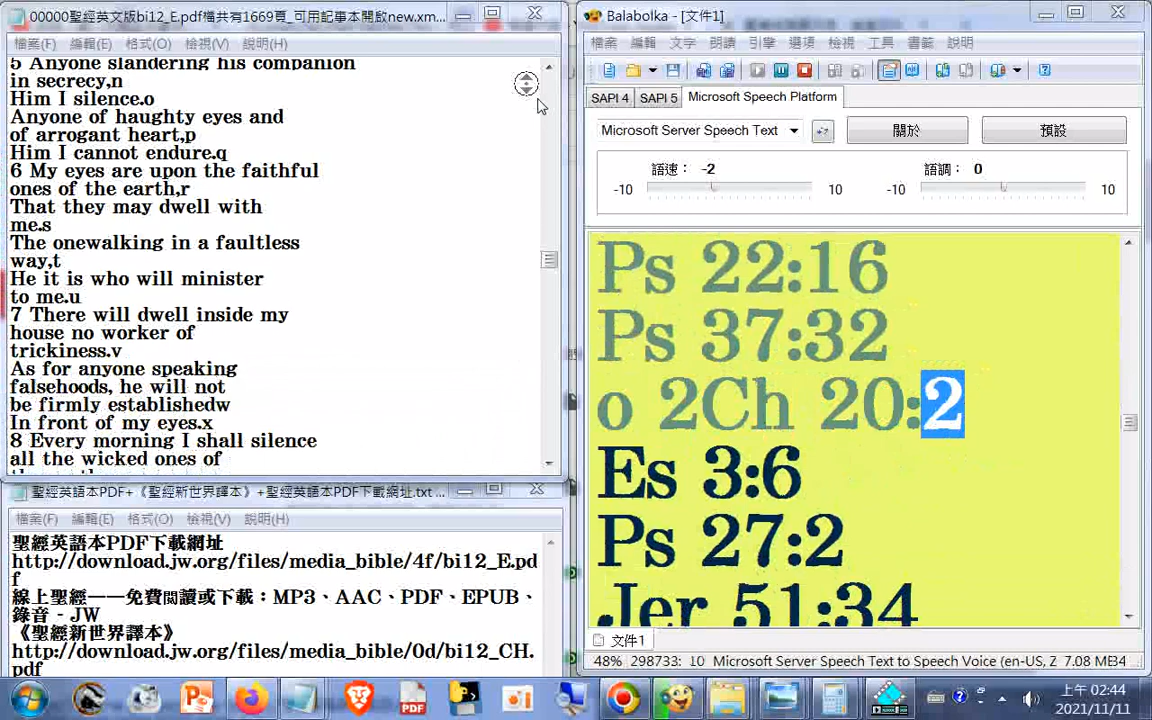 00000聖經英文版bi12_E.pdf檔共有1669頁_可用記事本開啟new.xm...
檔案(F) 編輯(E) 格式(O) 檢視(V) 說明(H)
5 Anyone slandering his companion
in secrecy,n
Him I silence.o
Anyone of haughty eyes and
of arrogant heart,p
Him I cannot endure.q
6 My eyes are upon the faithful
ones of the earth,r
That they may dwell with
me.s
The onewalking in a faultless
way,t
He it is who will minister
to me.u
7 There will dwell inside my
house no worker of
trickiness.v
As for anyone speaking
falsehoods, he will not
be firmly establishedw
In front of my eyes.x
8 Every morning I shall silence
all the wicked ones of
聖經英語本PDF+《聖經新世界譯本》+聖經英語本PDF下載網址.txt ...
檔案(F) 編輯(E) 格式(O) 檢視(V) 說明(H)
聖經英語本PDF下載網址
http://download.jw.org/files/media_bible/4f/bi12_E.pd
f
線上聖經——免費閱讀或下載：MP3、AAC、PDF、EPUB、
錄音 - JW
《聖經新世界譯本》
http://download.jw.org/files/media_bible/0d/bi12_CH.
pdf
Balabolka - [文件1]
檔案 編輯 文字 朗讀 引擎 選項 檢視 工具 書籤 說明
SAPI 4 SAPI 5 Microsoft Speech Platform
Microsoft Server Speech Text 關於 預設
語速： -2 語調： 0
-10 10 -10 10
Ps 22:16
Ps 37:32
o 2Ch 20:2
Es 3:6
Ps 27:2
Jer 51:34
文件1
48% 298733: 10 Microsoft Server Speech Text to Speech Voice (en-US, Z 7.08 MB34
PDF
上午 02:44
2021/11/11